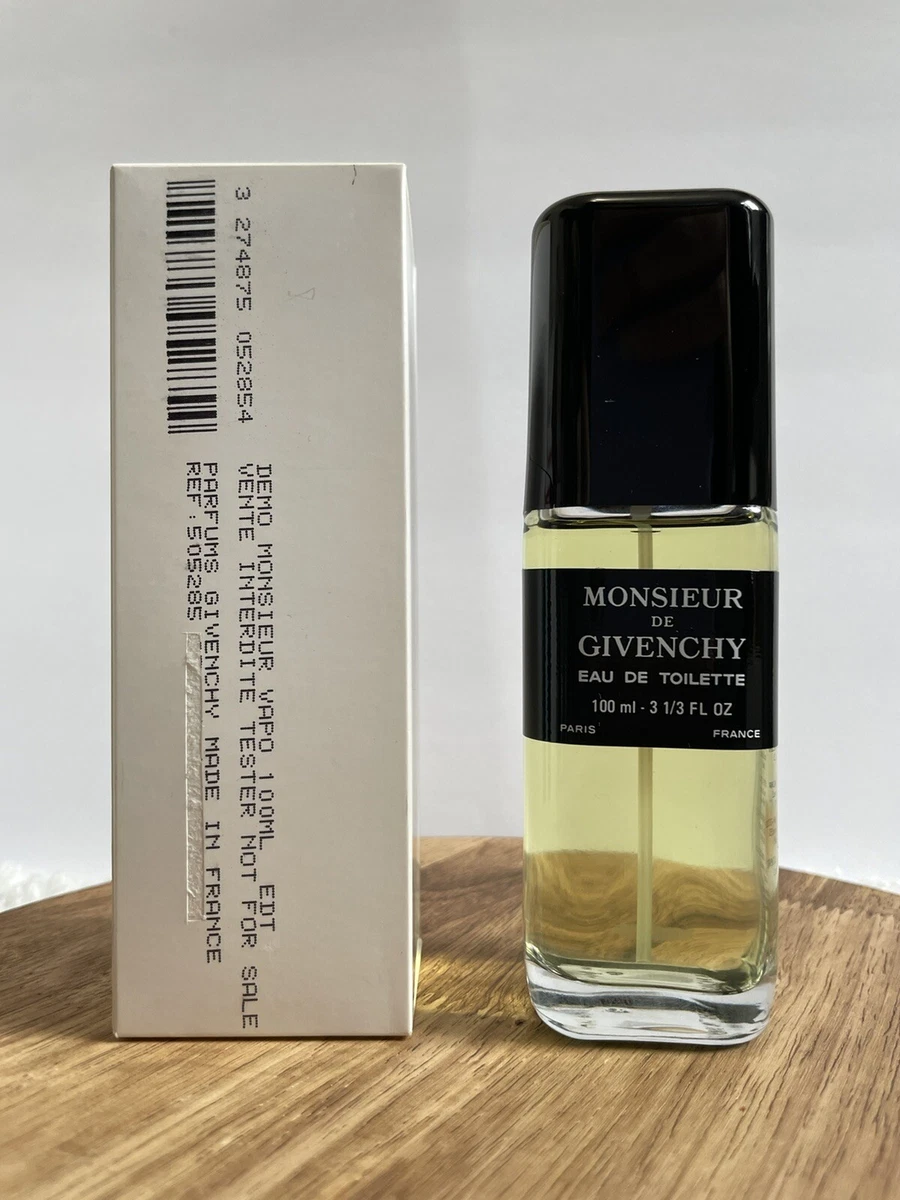 3 274875 052854
DEMO MONSIEUR VAPO 100ML EDT
VENTE INTERDITE TESTER NOT FOR SALE
PARFUMS GIVENCHY MADE IN FRANCE
REF:505285
MONSIEUR
DE
GIVENCHY
EAU DE TOILETTE
100 ml - 3 1/3 FL OZ
PARIS FRANCE